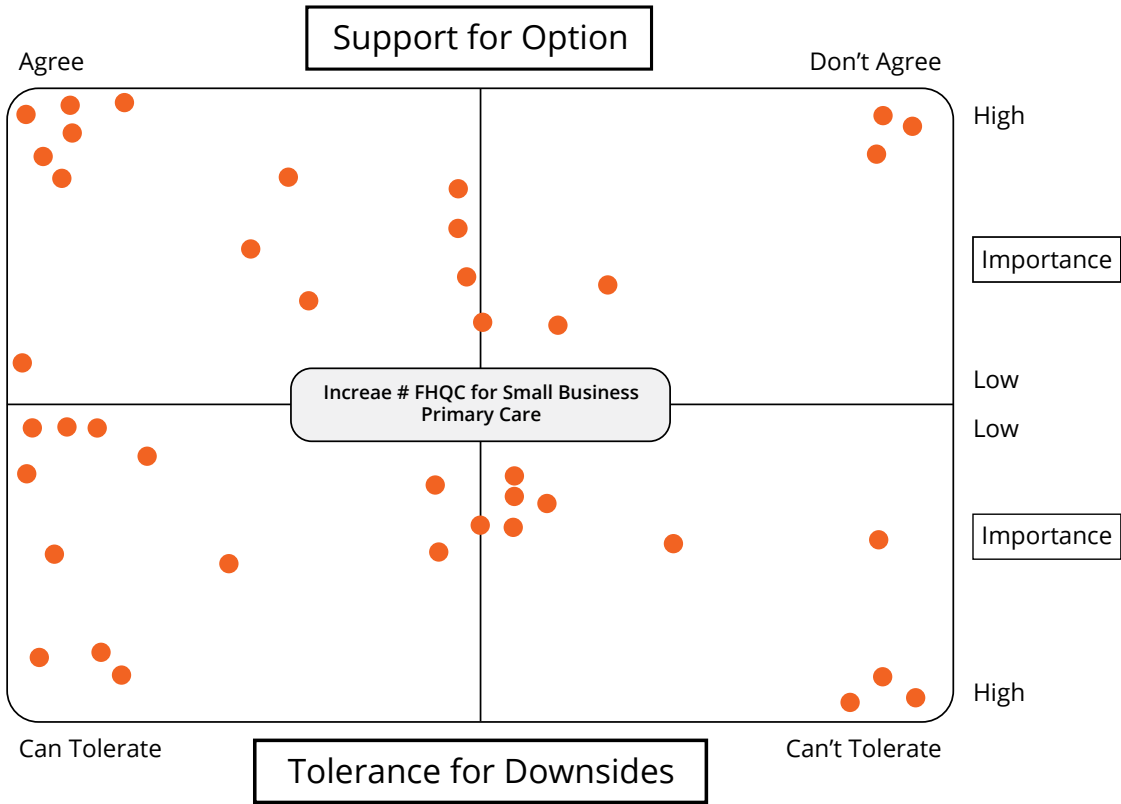 Support for Option
Agree
Don’t Agree
High
Importance
Low
Increae # FHQC for Small Business
Primary Care
Low
Importance
High
Can Tolerate
Can’t Tolerate
Tolerance for Downsides